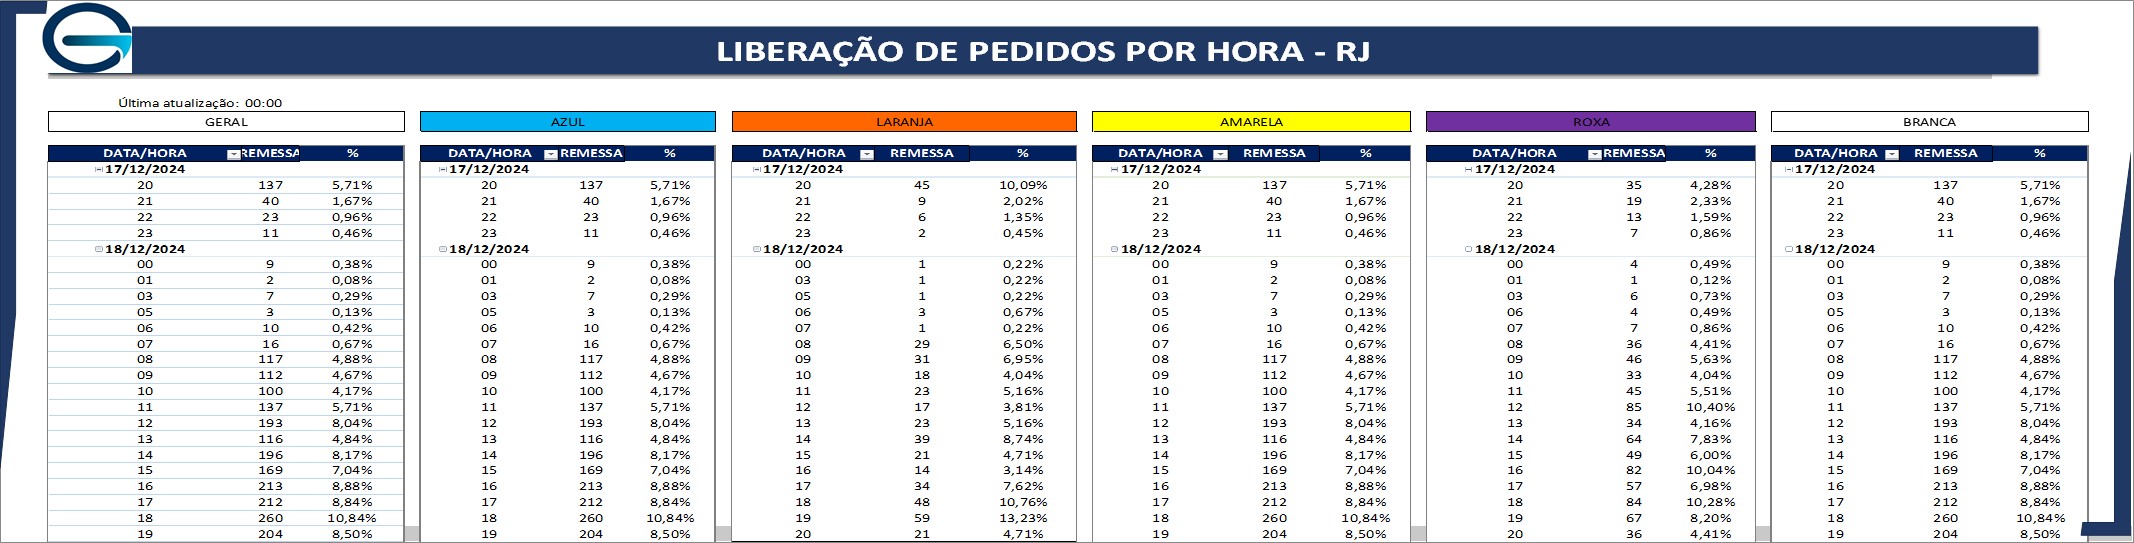 LIBERAÇÃO DE PEDIDOS POR HORA - RJ
Última atualização: 00:00
GERAL AZUL LARANJA AMARELA ROXA BRANCA
DATA/HORA REMESSA % DATA/HORA REMESSA % DATA/HORA REMESSA % DATA/HORA REMESSA % DATA/HORA REMESSA % DATA/HORA REMESSA %
17/12/2024 17/12/2024 17/12/2024 17/12/2024 17/12/2024 17/12/2024
20 137 5,71% 20 137 5,71% 20 45 10,09% 20 137 5,71% 20 35 4,28% 20 137 5,71%
21 40 1,67% 21 40 1,67% 21 9 2,02% 21 40 1,67% 21 19 2,33% 21 40 1,67%
22 23 0,96% 22 23 0,96% 22 6 1,35% 22 23 0,96% 22 13 1,59% 22 23 0,96%
23 11 0,46% 23 11 0,46% 23 2 0,45% 23 11 0,46% 23 7 0,86% 23 11 0,46%
18/12/2024 18/12/2024 18/12/2024 18/12/2024 18/12/2024 18/12/2024
00 9 0,38% 00 9 0,38% 00 1 0,22% 00 9 0,38% 00 4 0,49% 00 9 0,38%
01 2 0,08% 01 2 0,08% 03 1 0,22% 01 2 0,08% 01 1 0,12% 01 2 0,08%
03 7 0,29% 03 7 0,29% 05 1 0,22% 03 7 0,29% 03 6 0,73% 03 7 0,29%
05 3 0,13% 05 3 0,13% 06 3 0,67% 05 3 0,13% 06 4 0,49% 05 3 0,13%
06 10 0,42% 06 10 0,42% 07 1 0,22% 06 10 0,42% 07 7 0,86% 06 10 0,42%
07 16 0,67% 07 16 0,67% 08 29 6,50% 07 16 0,67% 08 36 4,41% 07 16 0,67%
08 117 4,88% 08 117 4,88% 09 31 6,95% 08 117 4,88% 09 46 5,63% 08 117 4,88%
09 112 4,67% 09 112 4,67% 10 18 4,04% 09 112 4,67% 10 33 4,04% 09 112 4,67%
10 100 4,17% 10 100 4,17% 11 23 5,16% 10 100 4,17% 11 45 5,51% 10 100 4,17%
11 137 5,71% 11 137 5,71% 12 17 3,81% 11 137 5,71% 12 85 10,40% 11 137 5,71%
12 193 8,04% 12 193 8,04% 13 23 5,16% 12 193 8,04% 13 34 4,16% 12 193 8,04%
13 116 4,84% 13 116 4,84% 14 39 8,74% 13 116 4,84% 14 64 7,83% 13 116 4,84%
14 196 8,17% 14 196 8,17% 15 21 4,71% 14 196 8,17% 15 49 6,00% 14 196 8,17%
15 169 7,04% 15 169 7,04% 16 14 3,14% 15 169 7,04% 16 82 10,04% 15 169 7,04%
16 213 8,88% 16 213 8,88% 17 34 7,62% 16 213 8,88% 17 57 6,98% 16 213 8,88%
17 212 8,84% 17 212 8,84% 18 48 10,76% 17 212 8,84% 18 84 10,28% 17 212 8,84%
18 260 10,84% 18 260 10,84% 19 59 13,23% 18 260 10,84% 19 67 8,20% 18 260 10,84%
19 204 8,50% 19 204 8,50% 20 21 4,71% 19 204 8,50% 20 36 4,41% 19 204 8,50%